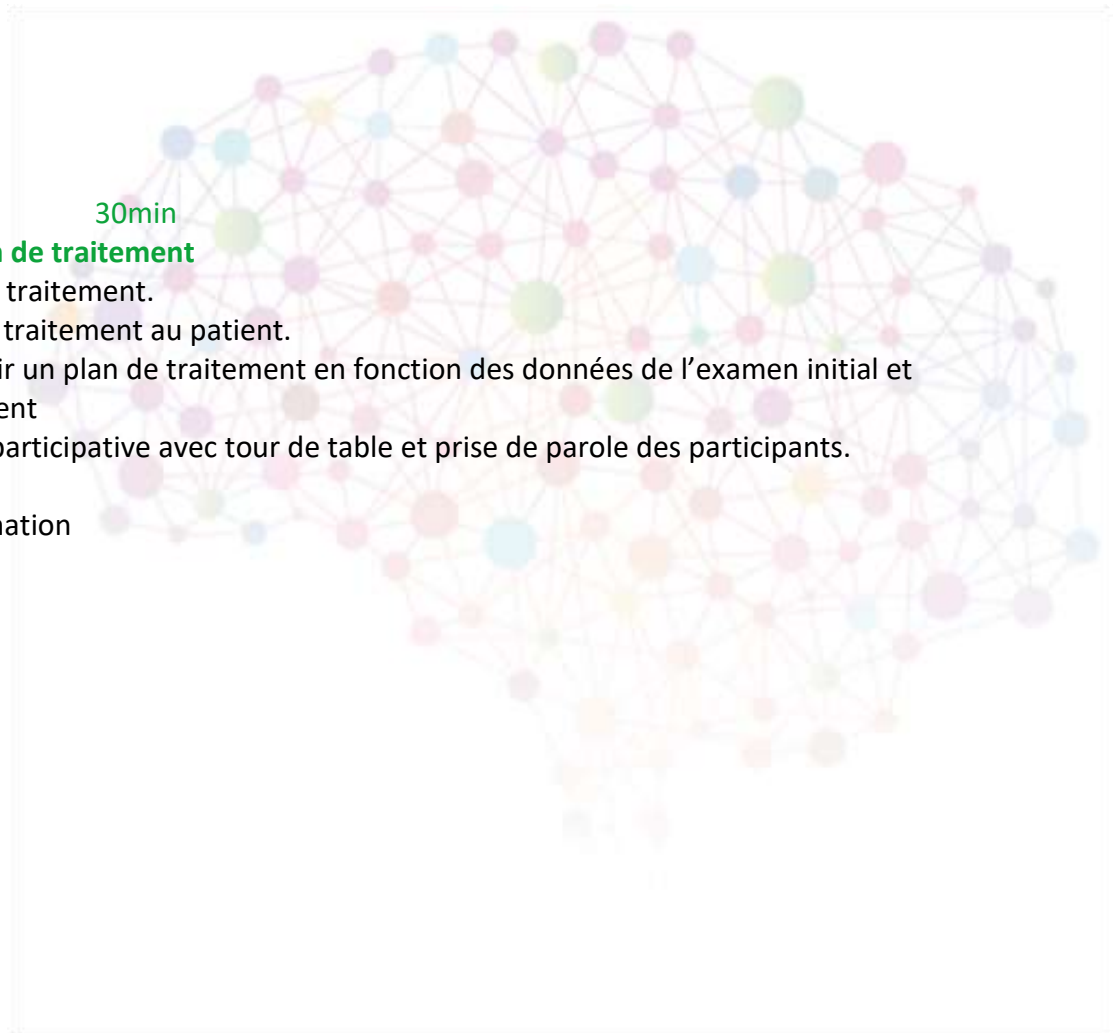 30min
de traitement
traitement.
traitement au patient.
ir un plan de traitement en fonction des données de l'examen initial et
ent
participative avec tour de table et prise de parole des participants.
ation